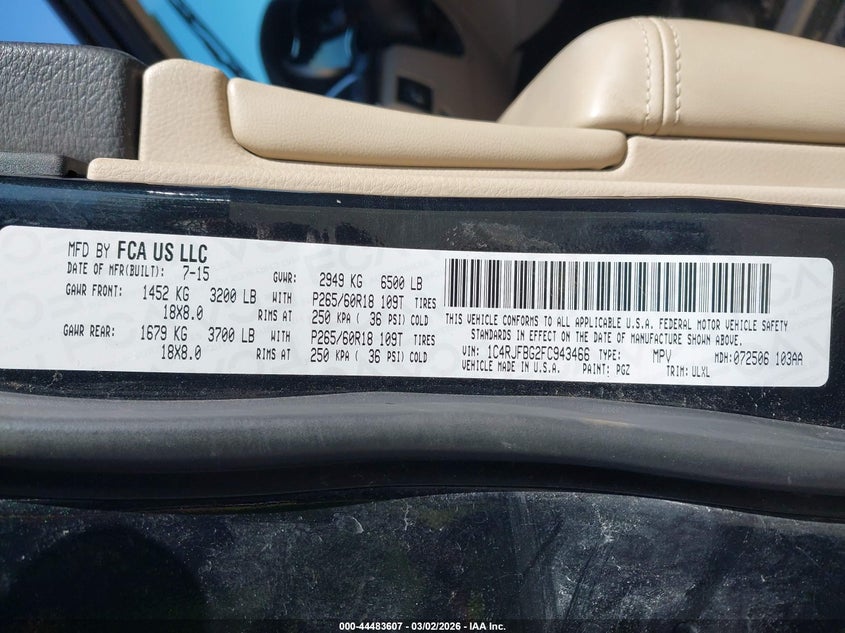 MFD BY FCA US LLC
DATE OF MFR(BUILT): 7-15 GVWR: 2949 KG 6500 LB
GAWR FRONT: 1452 KG 3200 LB WITH P265/60R18 109T TIRES
18X8.0 RIMS AT 250 KPA ( 36 PSI) COLD
GAWR REAR: 1679 KG 3700 LB WITH P265/60R18 109T TIRES
18X8.0 RIMS AT 250 KPA ( 36 PSI) COLD
THIS VEHICLE CONFORMS TO ALL APPLICABLE U.S.A. FEDERAL MOTOR VEHICLE SAFETY
STANDARDS IN EFFECT ON THE DATE OF MANUFACTURE SHOWN ABOVE.
VIN: 1C4RJFBG2FC943466 TYPE: MPV MDH:072506 103AA
VEHICLE MADE IN U.S.A. PAINT: PGZ TRIM: ULXL
000-44483607 - 03/02/2026 - IAA Inc.